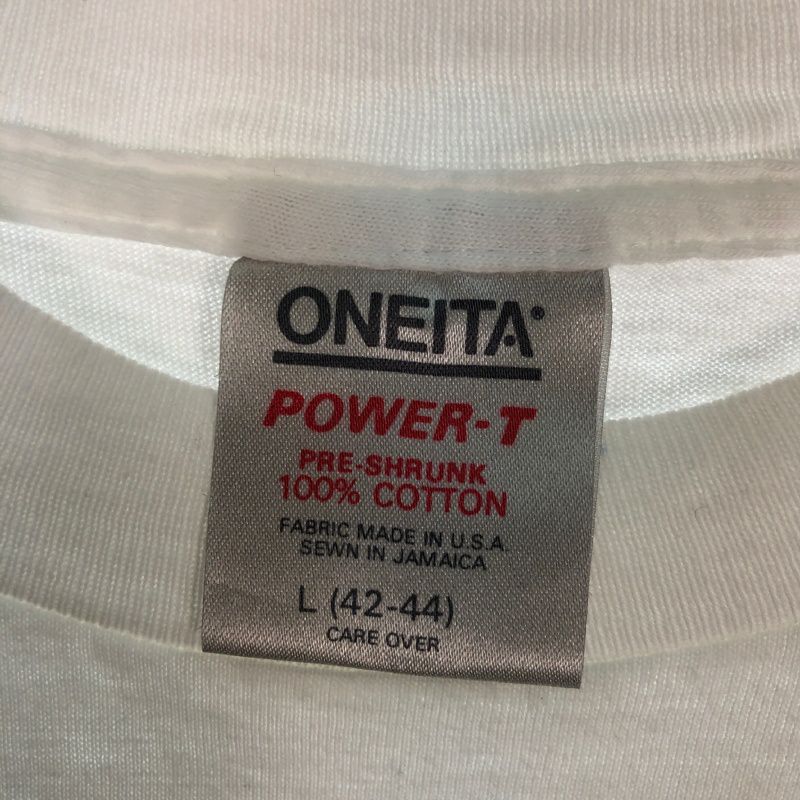 ONEITA®
POWER-T
PRE-SHRUNK
100% COTTON
FABRIC MADE IN U.S.A.
SEWN IN JAMAICA
L (42-44)
CARE OVER